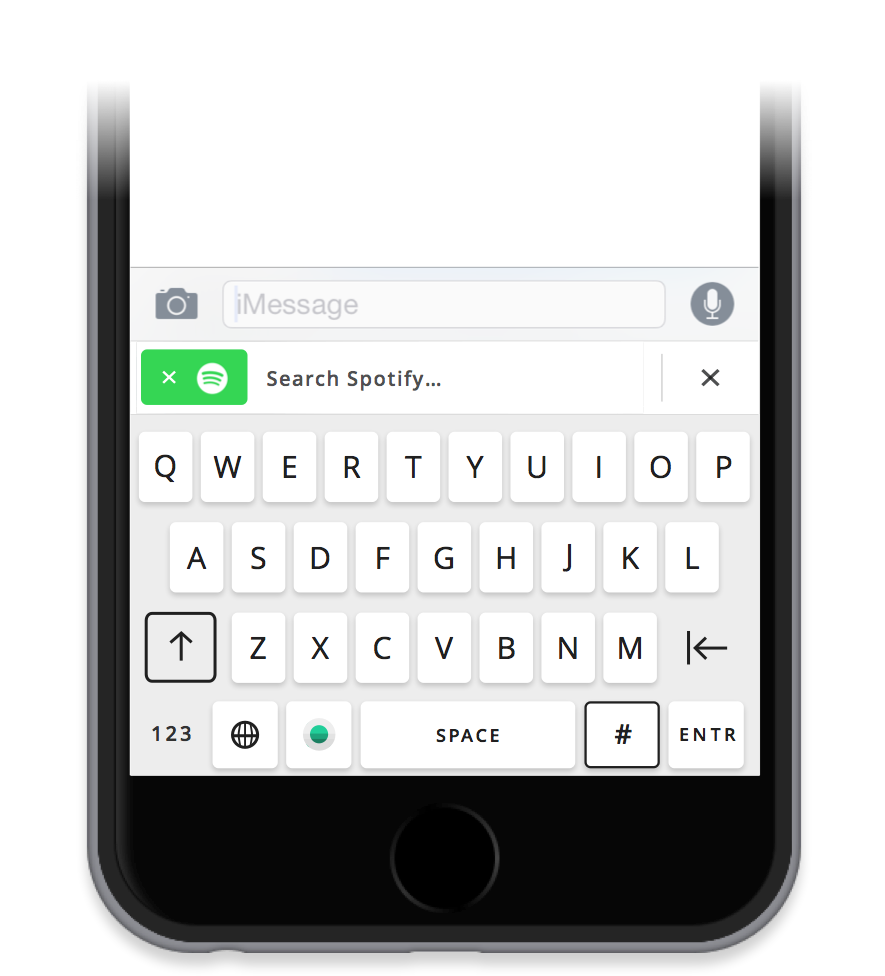 iMessage
Search Spotify...
Q W E R T Y U I O P
A S D F G H J K L
Z X C V B N M
123 SPACE # ENTR